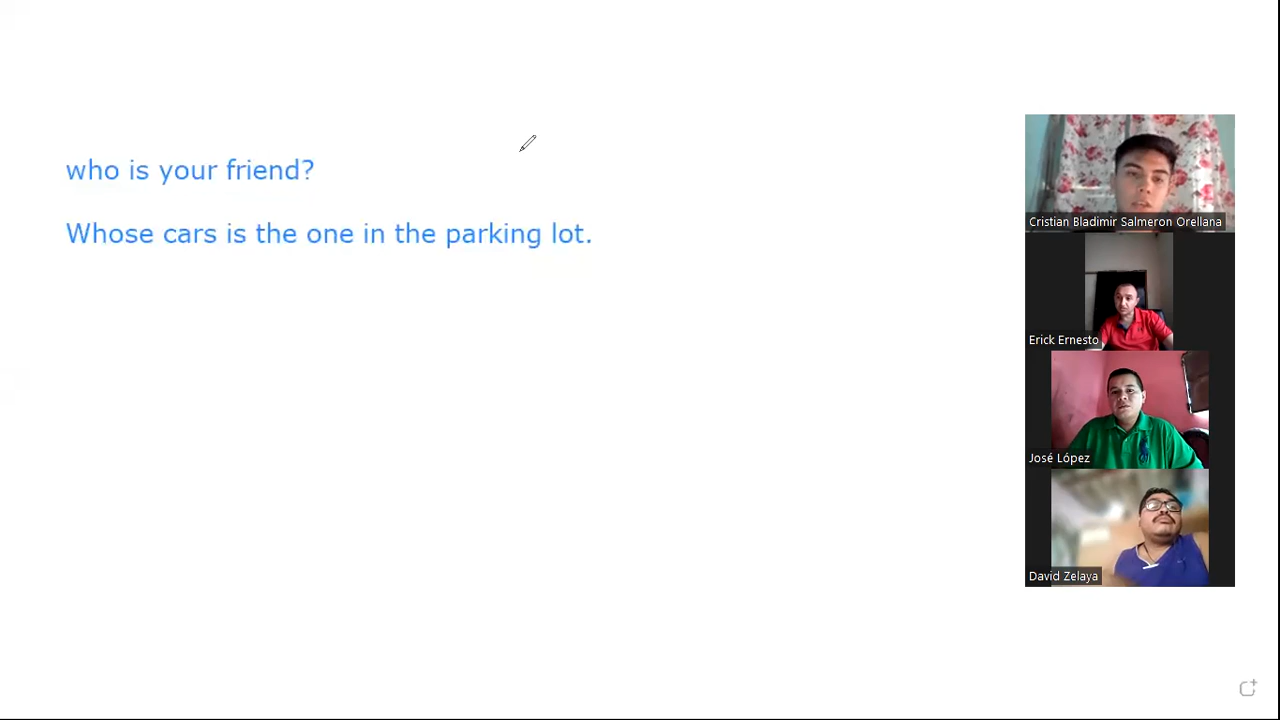 who is your friend?
Whose cars is the one in the parking lot.
Cristian Bladimir Salmeron Orellana
Erick Ernesto
José López
David Zelaya